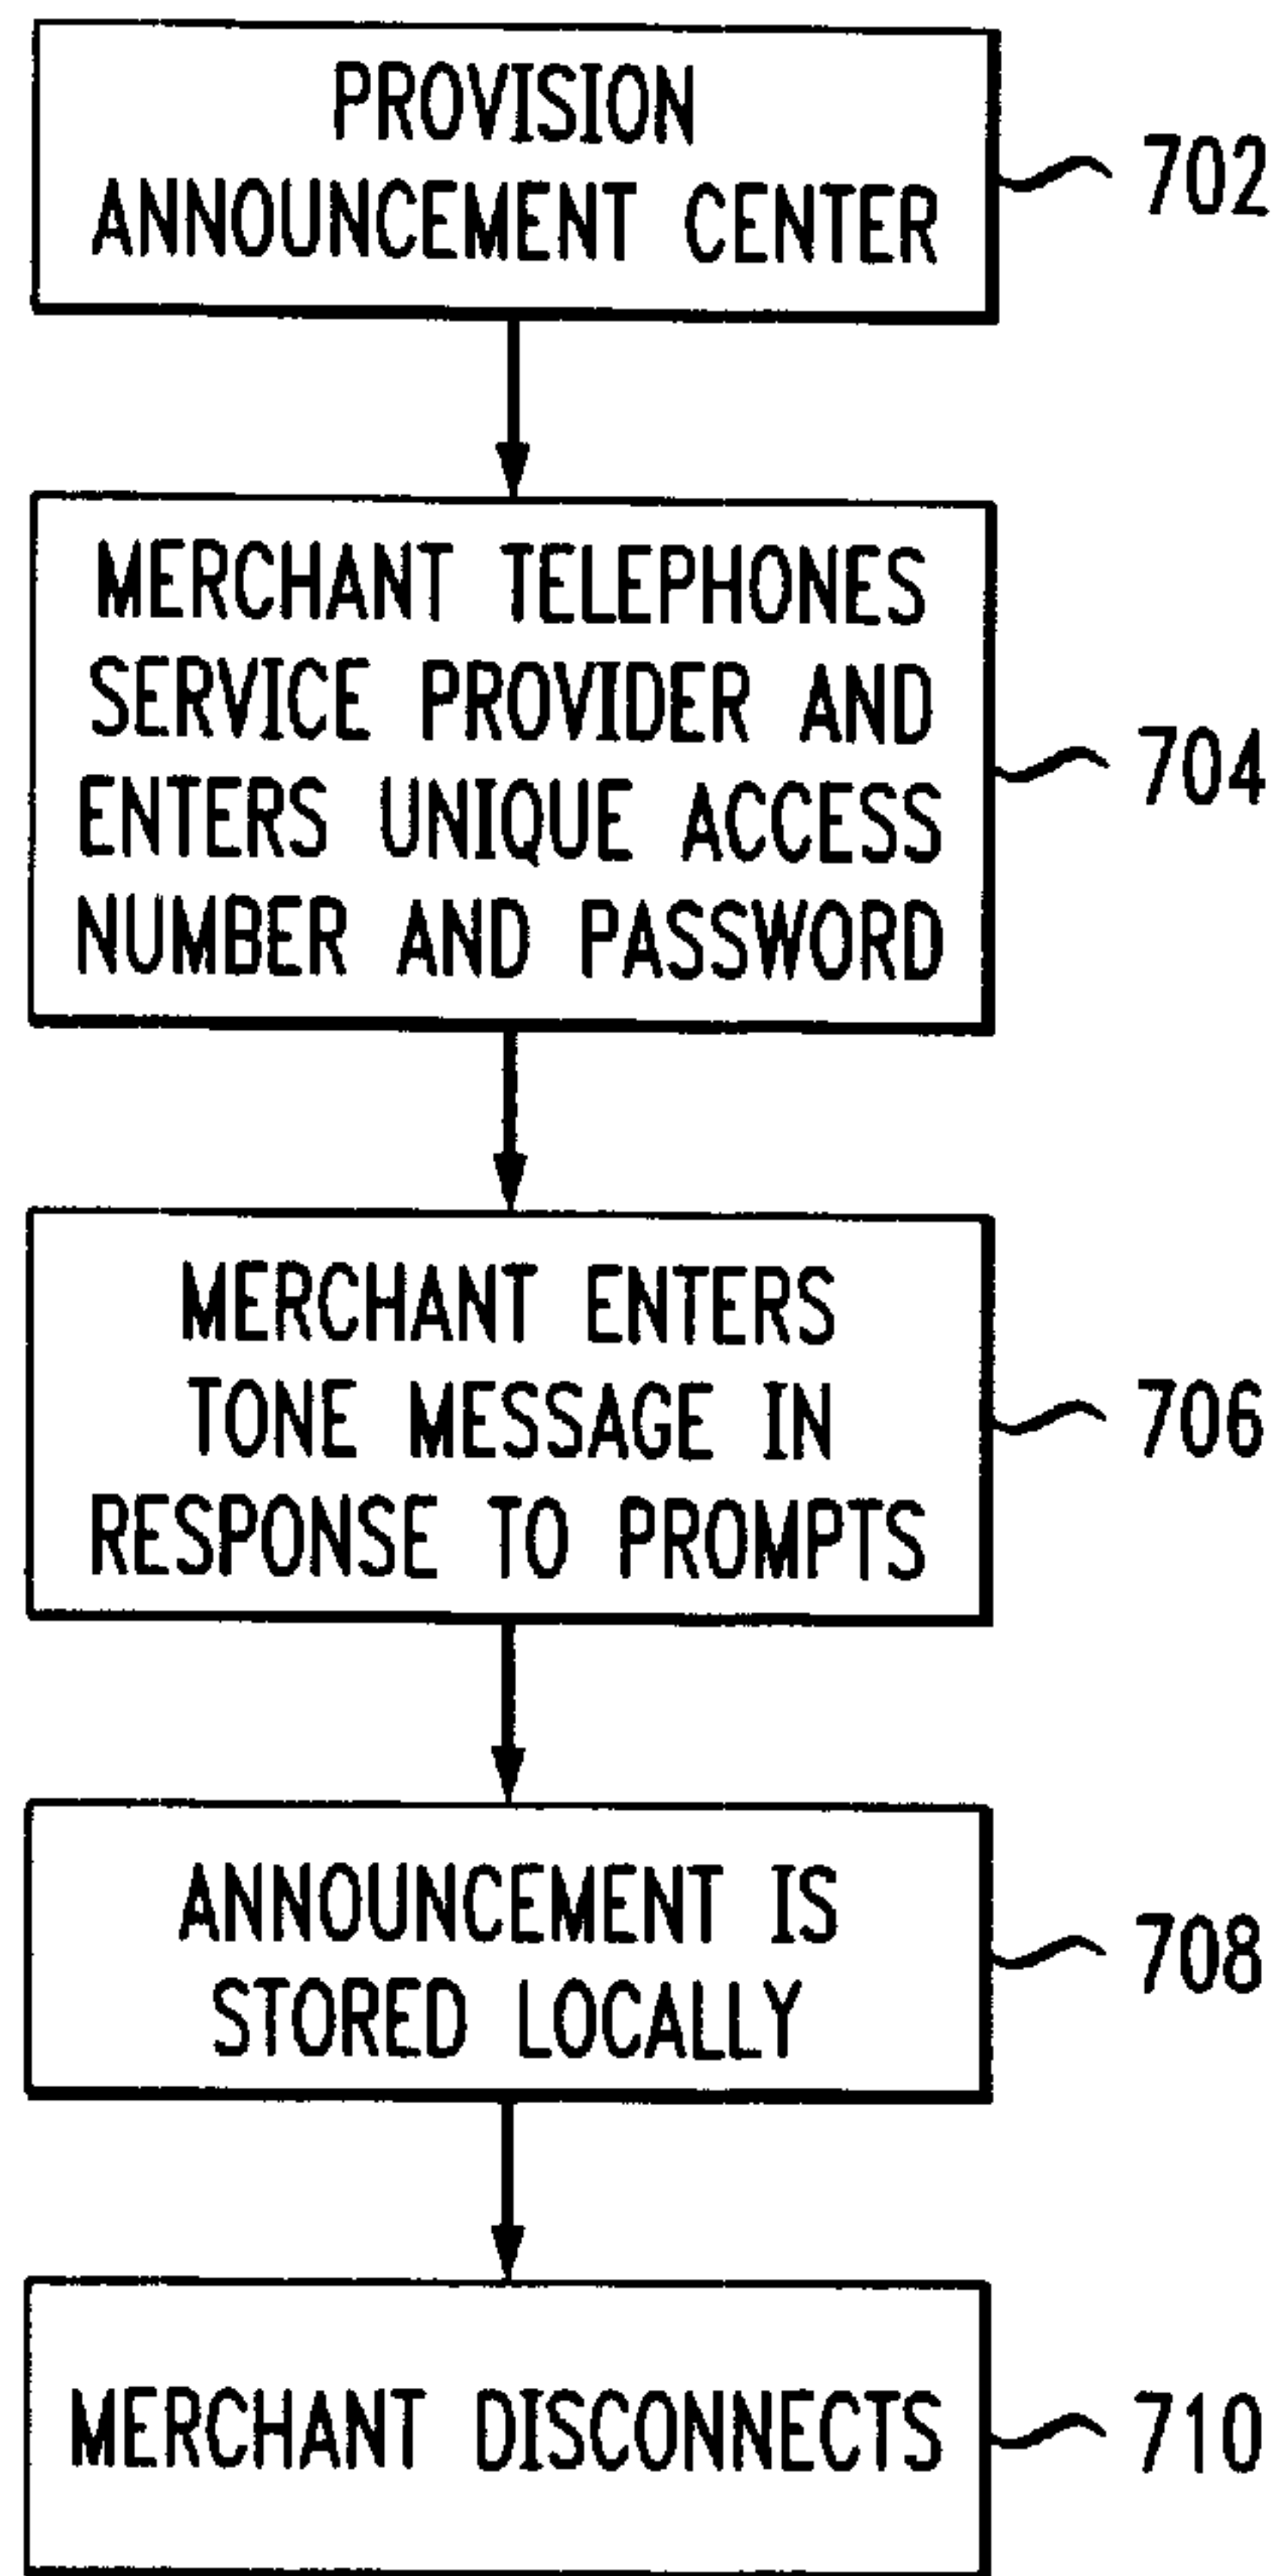 PROVISION
ANNOUNCEMENT CENTER
702
MERCHANT TELEPHONES
SERVICE PROVIDER AND
ENTERS UNIQUE ACCESS
NUMBER AND PASSWORD
704
MERCHANT ENTERS
TONE MESSAGE IN
RESPONSE TO PROMPTS
706
ANNOUNCEMENT IS
STORED LOCALLY
708
MERCHANT DISCONNECTS
710